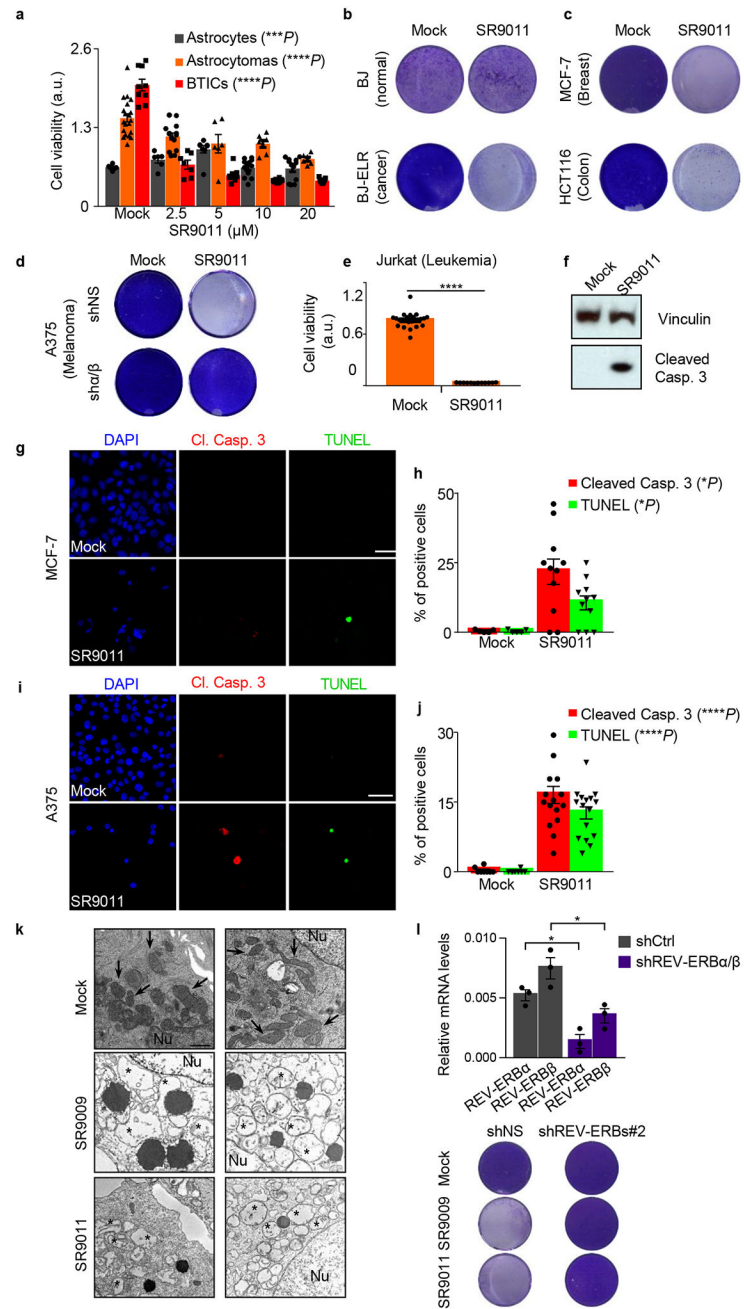 a
Astrocytes (***P)
Astrocytomas (****P)
BTICs (****P)
Cell viability (a.u.)
2.6
1.3
0
Mock
2.5
5
10
20
SR9011 (µM)
b
Mock
SR9011
BJ
(normal)
BJ-ELR
(cancer)
c
Mock
SR9011
MCF-7
(Breast)
HCT116
(Colon)
d
Mock
SR9011
A375
(Melanoma)
shNS
shα/β
e
Jurkat (Leukemia)
****
Cell viability
(a.u.)
1.2
0.6
0
Mock
SR9011
f
Mock
SR9011
Vinculin
Cleaved
Casp. 3
g
DAPI
Cl. Casp. 3
TUNEL
MCF-7
Mock
SR9011
h
Cleaved Casp. 3 (*P)
TUNEL (*P)
% of positive cells
50
25
0
Mock
SR9011
i
DAPI
Cl. Casp. 3
TUNEL
A375
Mock
SR9011
j
Cleaved Casp. 3 (****P)
TUNEL (****P)
% of positive cells
30
15
0
Mock
SR9011
k
Mock
Nu
Nu
SR9009
Nu
* * * * *
Nu
* * * * *
SR9011
* * * *
Nu
* * * *
l
shCtrl
shREV-ERBα/β
*
*
Relative mRNA levels
0.010
0.005
0.000
REV-ERBα
REV-ERBβ
REV-ERBα
REV-ERBβ
shNS
shREV-ERBs#2
Mock
SR9009
SR9011